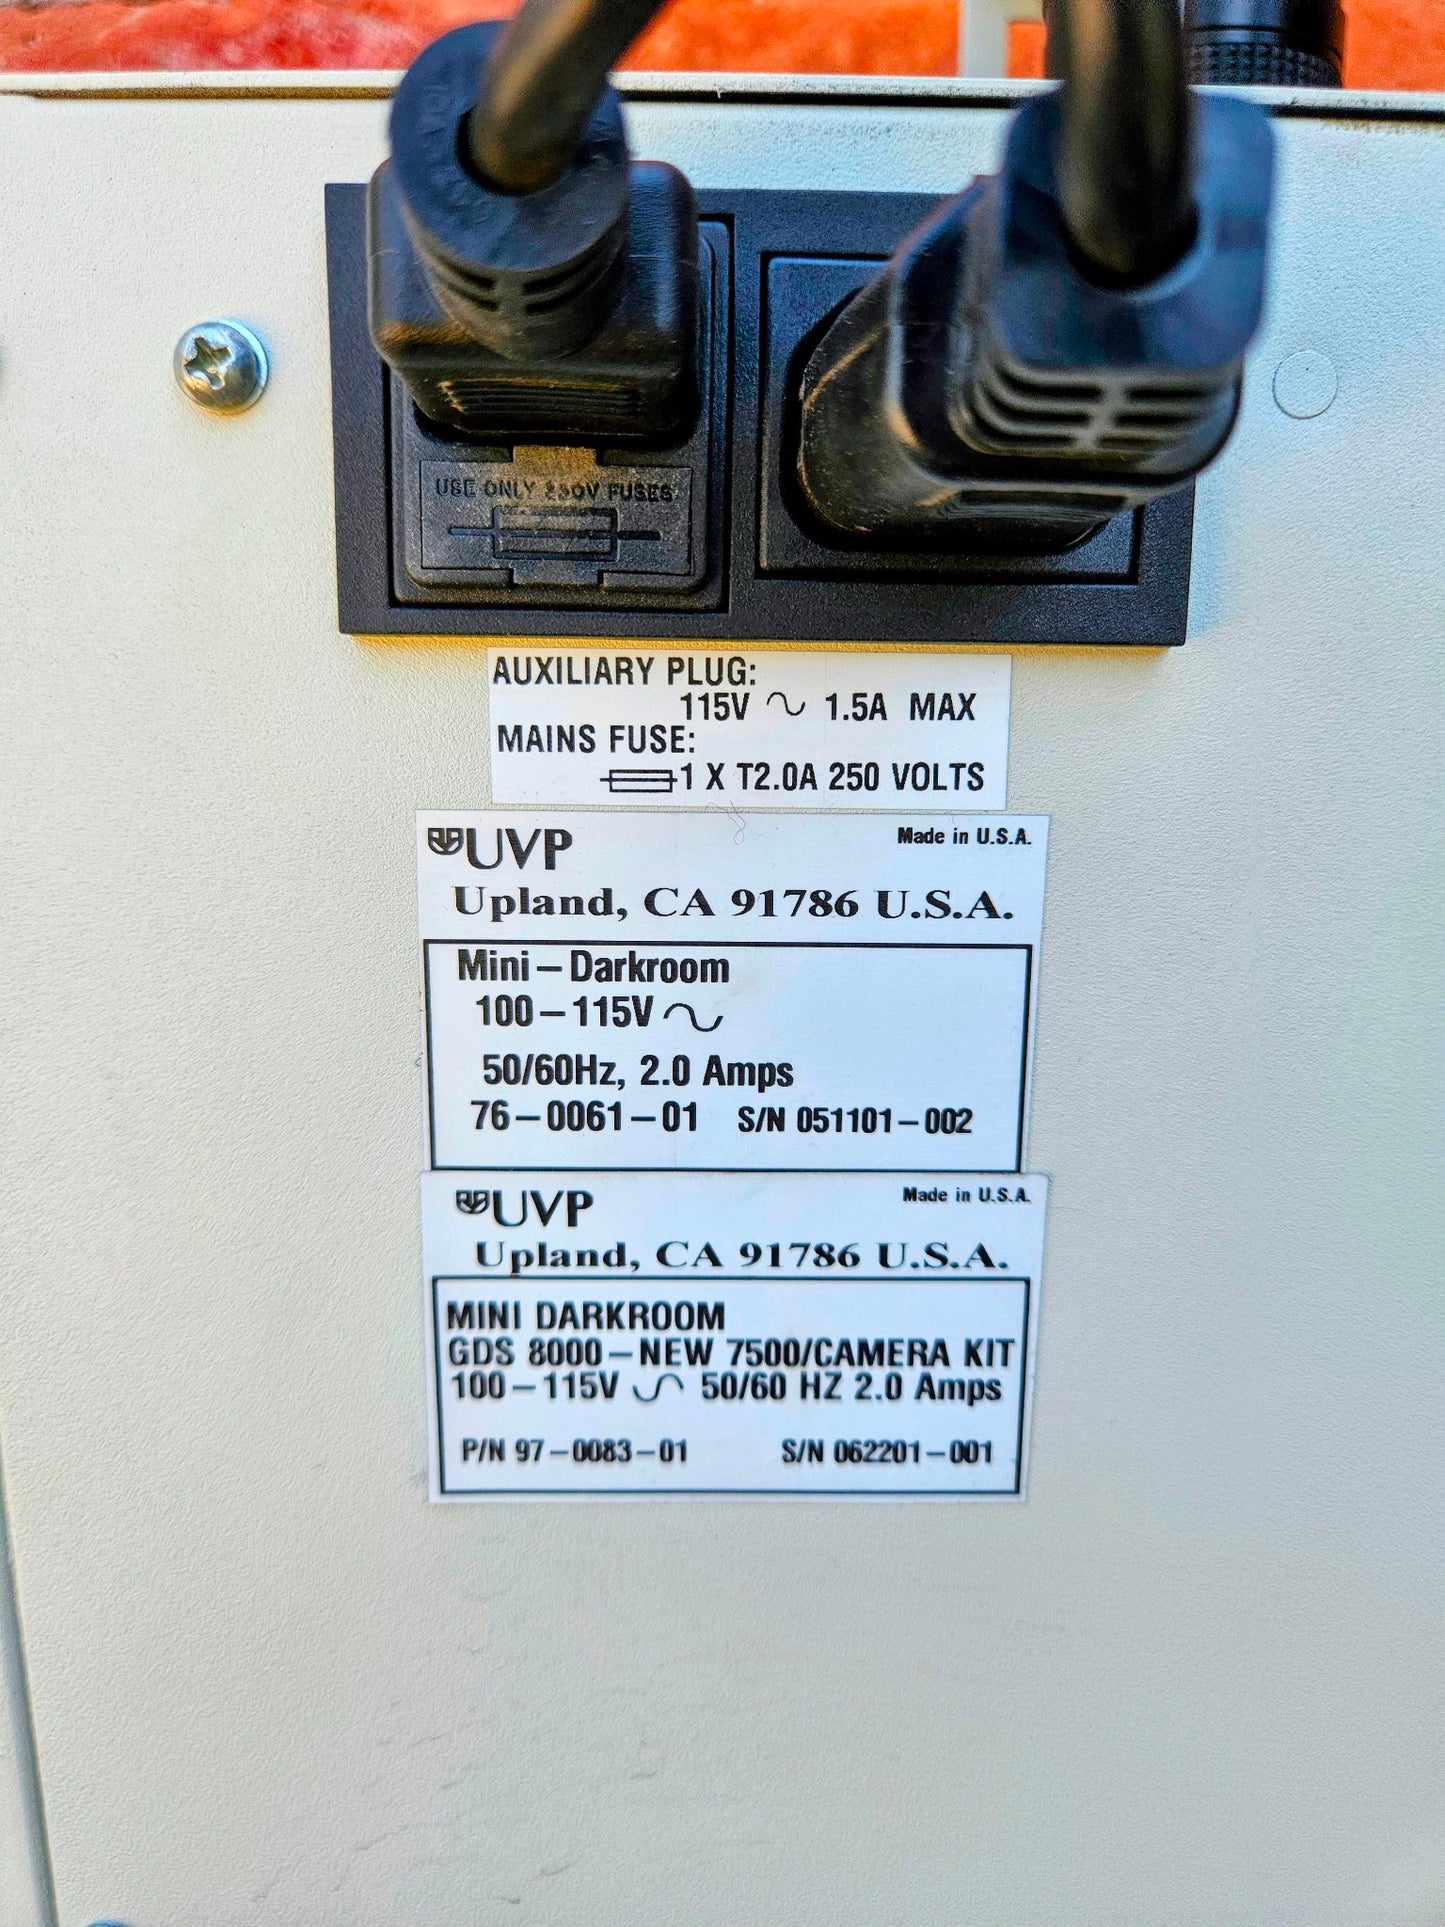 USE ONLY 250V FUSES
AUXILIARY PLUG:
115V ∿ 1.5A MAX
MAINS FUSE:
1 X T2.0A 250 VOLTS
UVP
Made in U.S.A.
Upland, CA 91786 U.S.A.
Mini – Darkroom
100 – 115V ∿
50/60Hz, 2.0 Amps
76 – 0061 – 01 S/N 051101 – 002
UVP
Made in U.S.A.
Upland, CA 91786 U.S.A.
MINI DARKROOM
GDS 8000 – NEW 7500/CAMERA KIT
100 – 115V ∿ 50/60 HZ 2.0 Amps
P/N 97 – 0083 – 01 S/N 062201 – 001